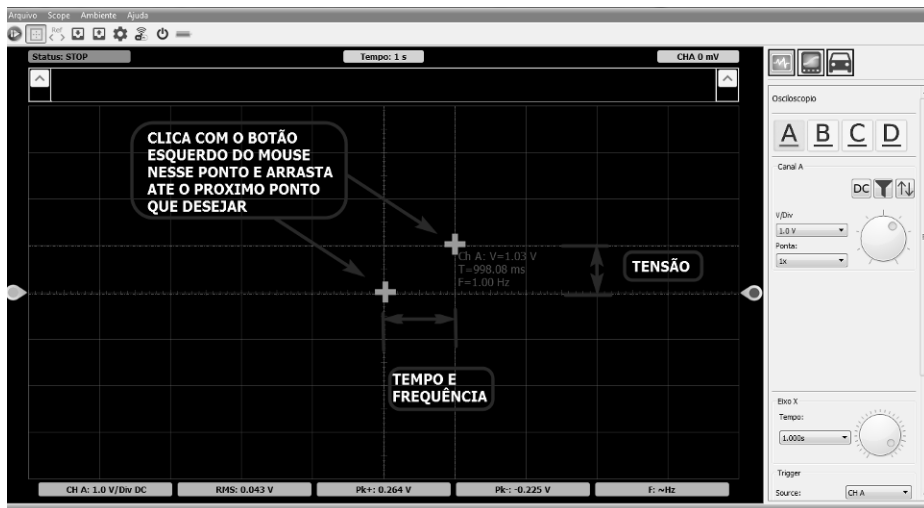 Arquivo Scope Ambiente Ajuda
Ref
Status: STOP
Tempo: 1 s
CHA 0 mV
CLICA COM O BOTÃO
ESQUERDO DO MOUSE
NESSE PONTO E ARRASTA
ATE O PROXIMO PONTO
QUE DESEJAR
Ch A: V=1.03 V
T=998.08 ms
F=1.00 Hz
TENSÃO
TEMPO E
FREQUÊNCIA
CH A: 1.0 V/Div DC
RMS: 0.043 V
Pk+: 0.264 V
Pk-: -0.225 V
F: ~Hz
Osciloscopio
A B C D
Canal A
DC
V/Div
1.0 V
Ponta:
1x
Eixo X
Tempo:
1.000s
Trigger
Source:
CH A